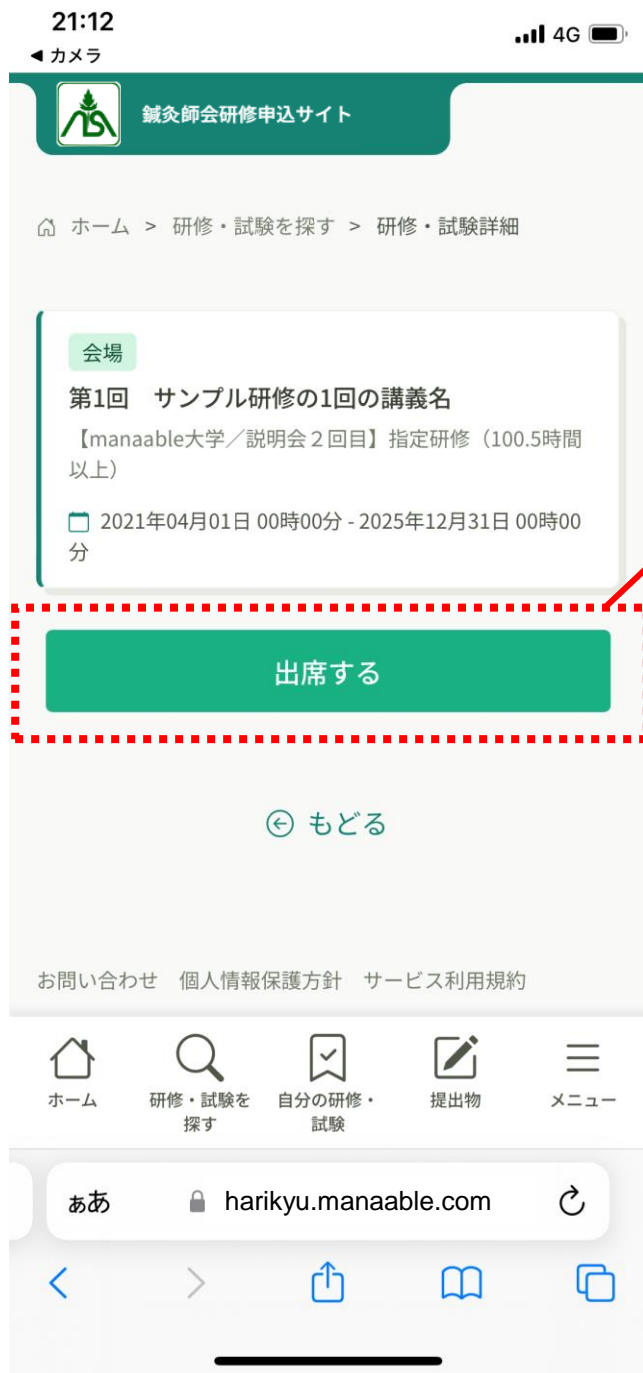 21:12
4G
◀ カメラ
鍼灸師会研修申込サイト
ホーム > 研修・試験を探す > 研修・試験詳細
会場
第1回　サンプル研修の1回の講義名
【manaable大学／説明会２回目】指定研修（100.5時間
以上）
2021年04月01日 00時00分 - 2025年12月31日 00時00
分
出席する
もどる
お問い合わせ　個人情報保護方針　サービス利用規約
ホーム
研修・試験を
探す
自分の研修・
試験
提出物
メニュー
ぁあ
harikyu.manaable.com